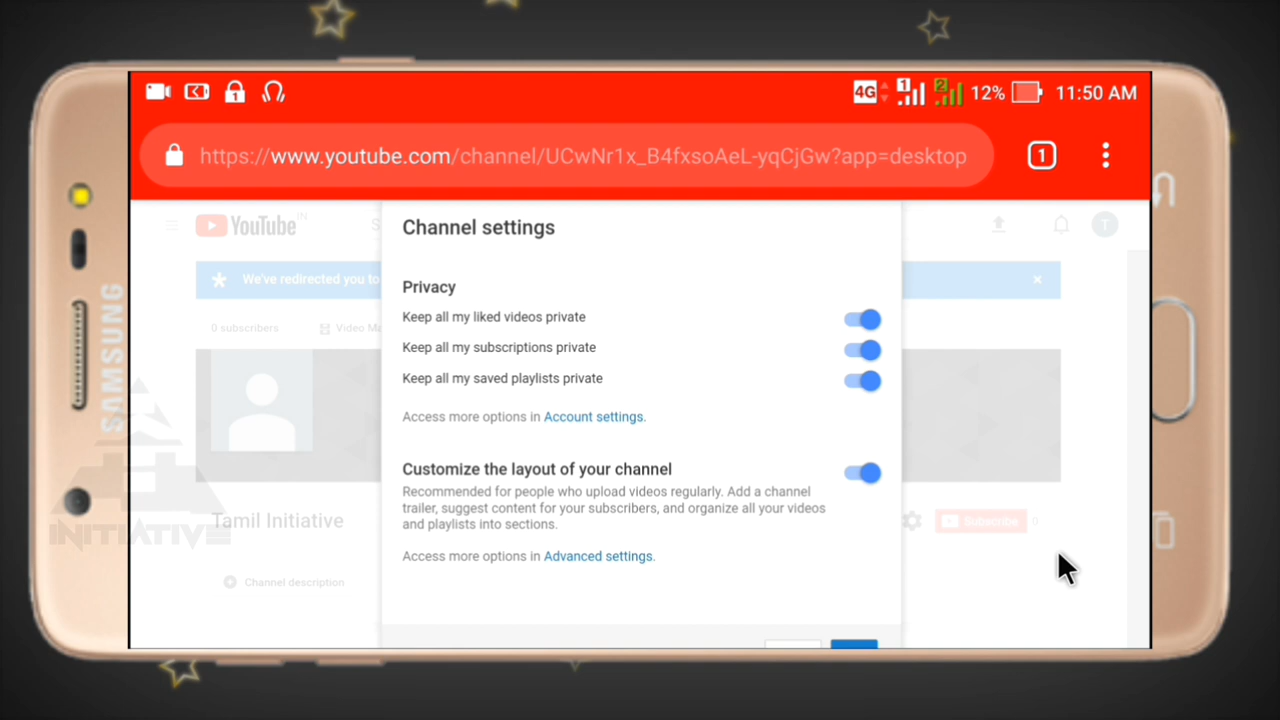 4G 1 2 12% 11:50 AM
https://www.youtube.com/channel/UCwNr1x_B4fxsoAeL-yqCjGw?app=desktop
1
YouTube IN
S
T
Channel settings
We've redirected you to
Privacy
0 subscribers
Video Ma
Keep all my liked videos private
Keep all my subscriptions private
Keep all my saved playlists private
Access more options in Account settings.
Customize the layout of your channel
Recommended for people who upload videos regularly. Add a channel
trailer, suggest content for your subscribers, and organize all your videos
and playlists into sections.
Access more options in Advanced settings.
Tamil Initiative
Subscribe 0
Channel description
SAMSUNG
INITIATIVE